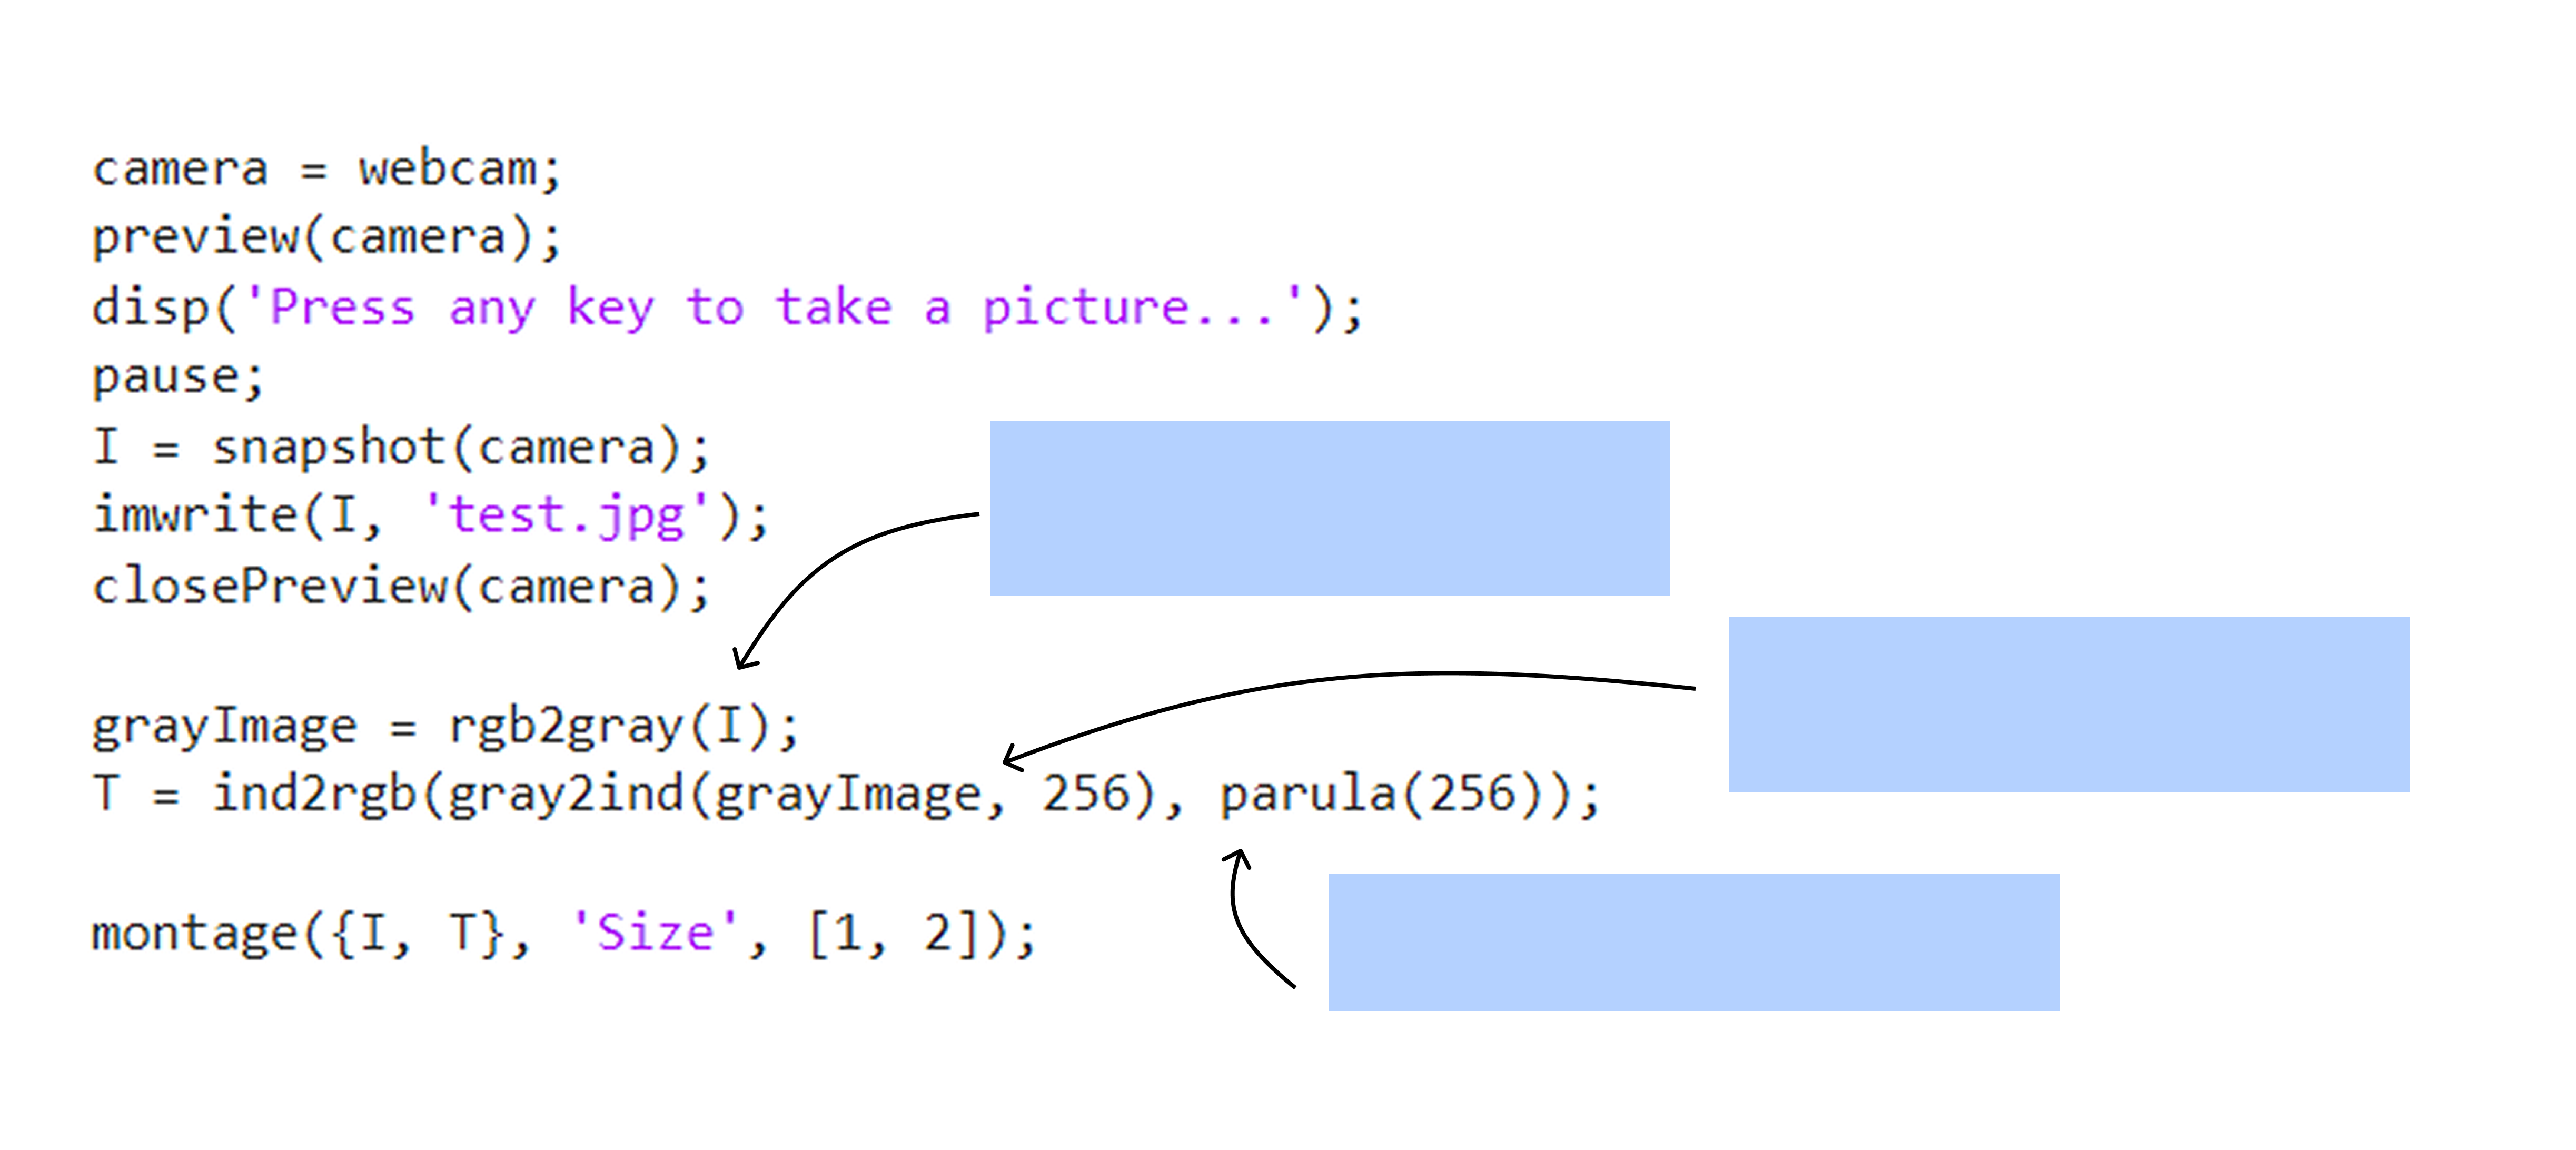 camera = webcam;
preview(camera);
disp('Press any key to take a picture...');
pause;
I = snapshot(camera);
imwrite(I, 'test.jpg');
closePreview(camera);
grayImage = rgb2gray(I);
T = ind2rgb(gray2ind(grayImage, 256), parula(256));
montage({I, T}, 'Size', [1, 2]);